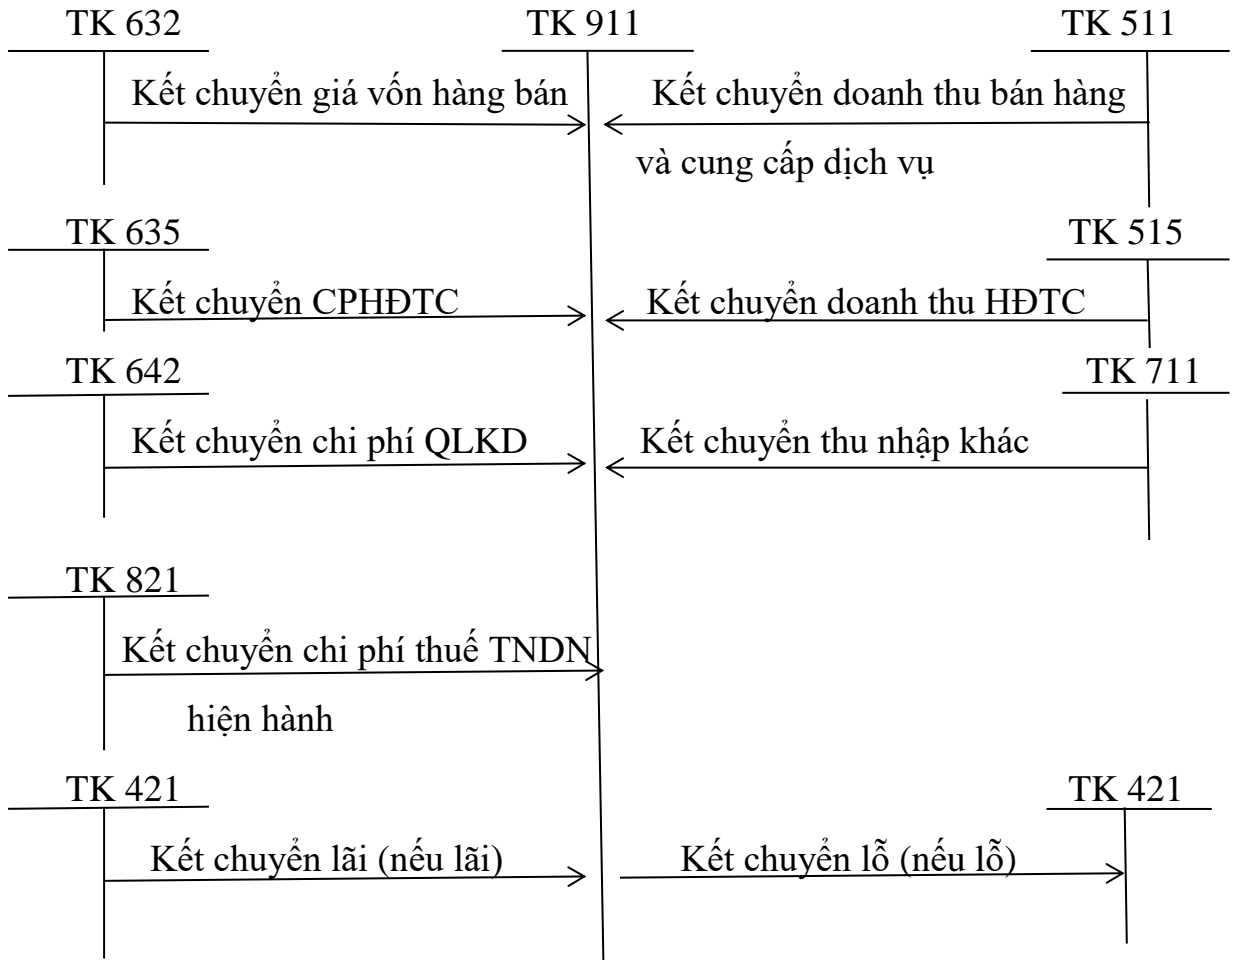 TK 632
TK 911
TK 511
Kết chuyển giá vốn hàng bán
Kết chuyển doanh thu bán hàng
và cung cấp dịch vụ
TK 635
TK 515
Kết chuyển CPHĐTC
Kết chuyển doanh thu HĐTC
TK 642
TK 711
Kết chuyển chi phí QLKD
Kết chuyển thu nhập khác
TK 821
Kết chuyển chi phí thuế TNDN
hiện hành
TK 421
TK 421
Kết chuyển lãi (nếu lãi)
Kết chuyển lỗ (nếu lỗ)